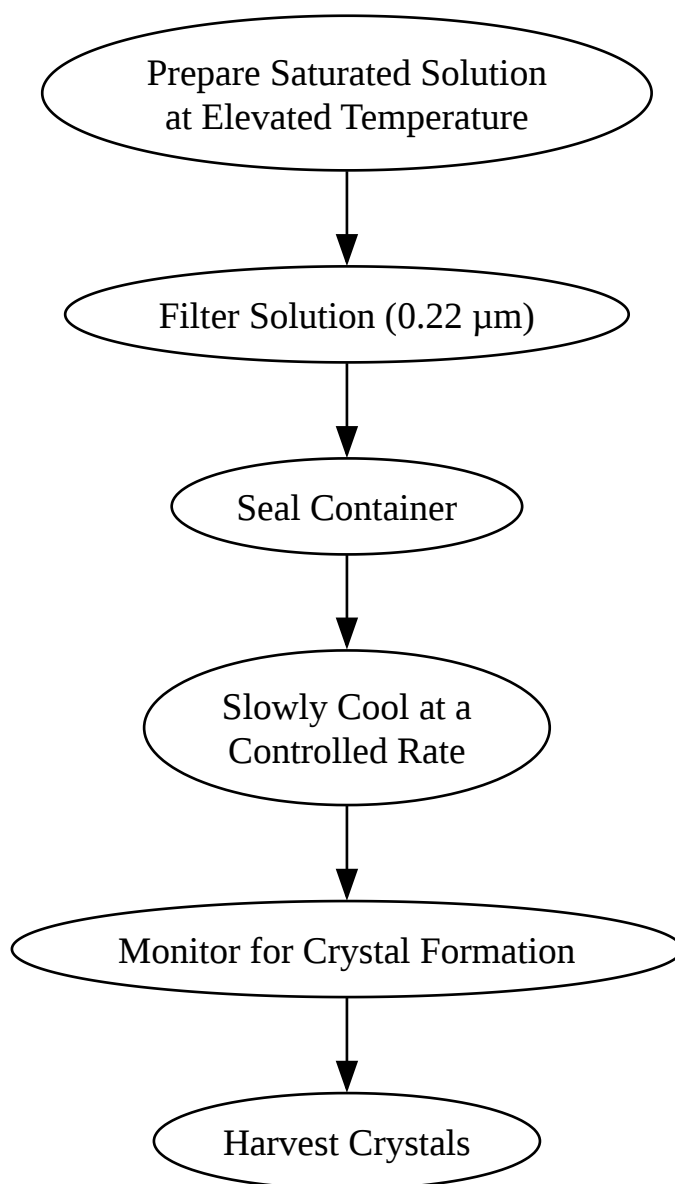 Prepare Saturated Solution
at Elevated Temperature
Filter Solution (0.22 µm)
Seal Container
Slowly Cool at a
Controlled Rate
Monitor for Crystal Formation
Harvest Crystals